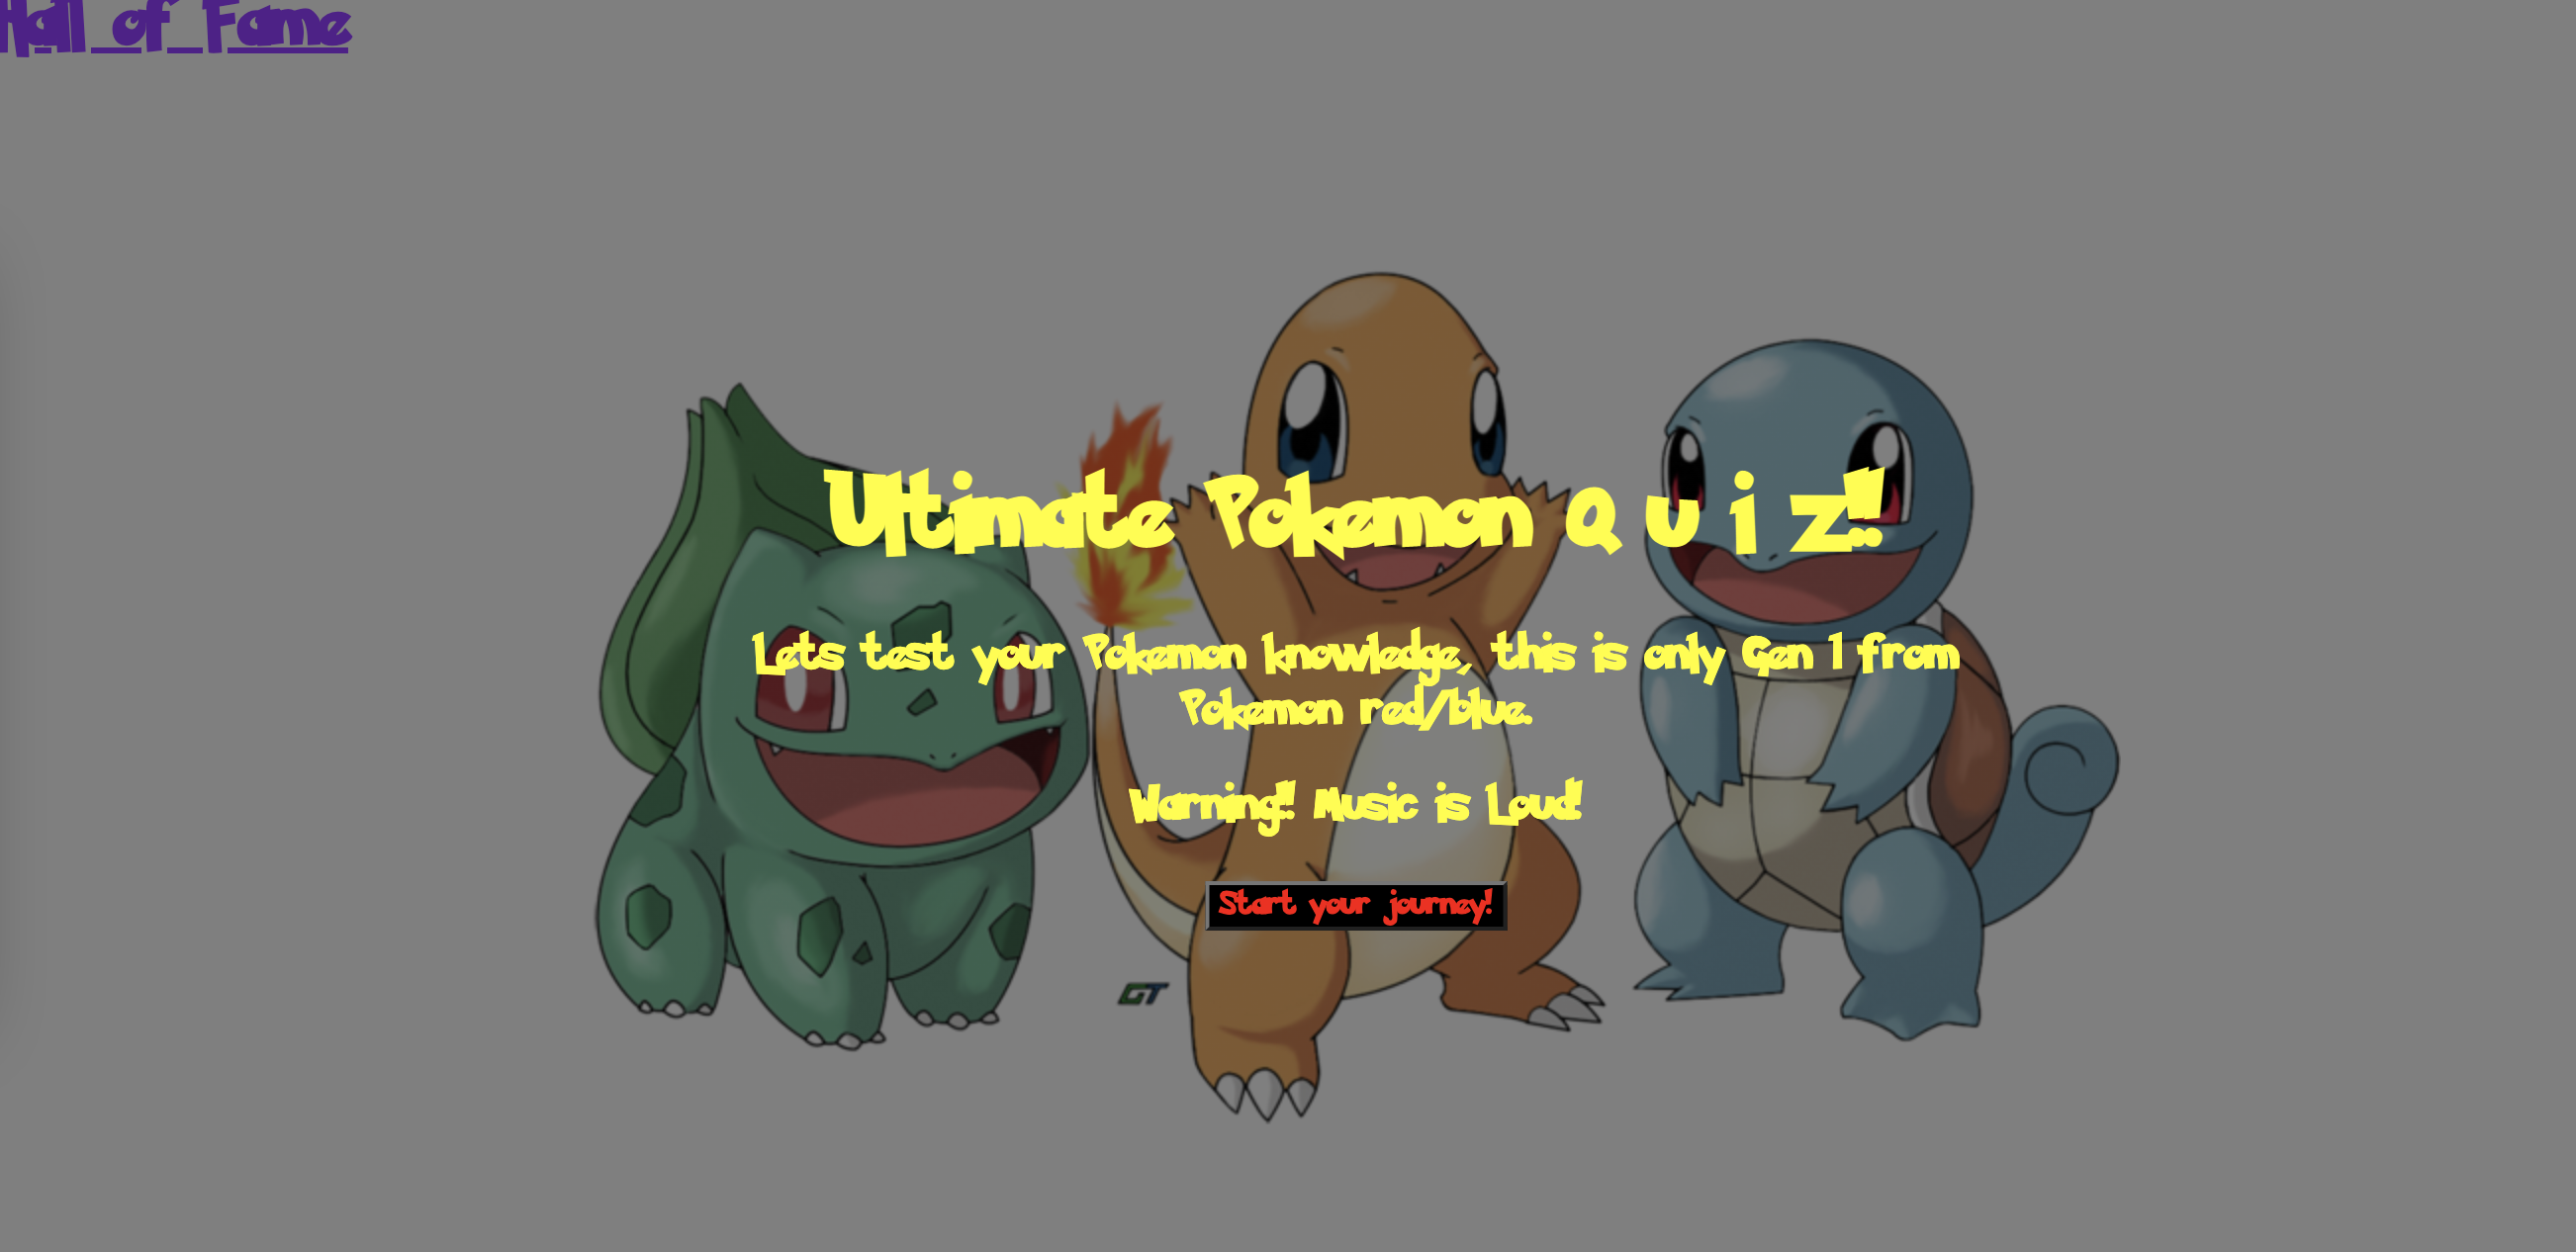 Hall of Fame
Ultimate Pokemon Quiz!!
Lets test your Pokemon knowledge, this is only Gen 1 from
Pokemon red/blue.
Warning!! Music is Loud!
Start your journey!
GT